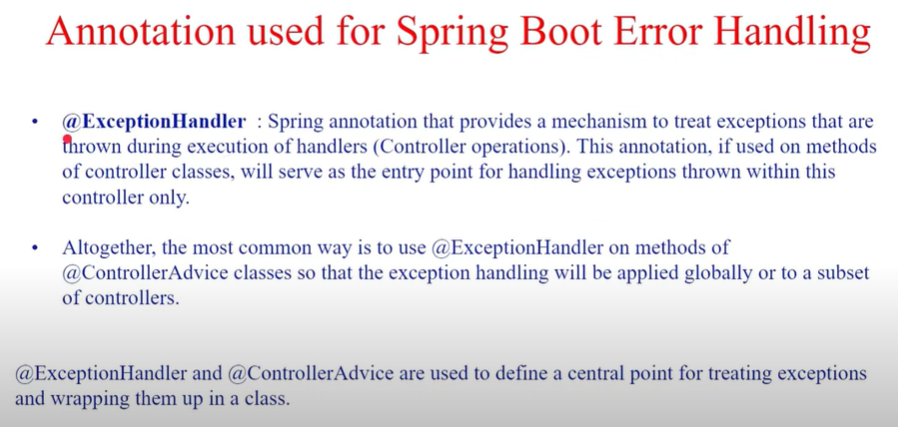 Annotation used for Spring Boot Error Handling
• @ExceptionHandler : Spring annotation that provides a mechanism to treat exceptions that are
thrown during execution of handlers (Controller operations). This annotation, if used on methods
of controller classes, will serve as the entry point for handling exceptions thrown within this
controller only.
• Altogether, the most common way is to use @ExceptionHandler on methods of
@ControllerAdvice classes so that the exception handling will be applied globally or to a subset
of controllers.
@ExceptionHandler and @ControllerAdvice are used to define a central point for treating exceptions
and wrapping them up in a class.